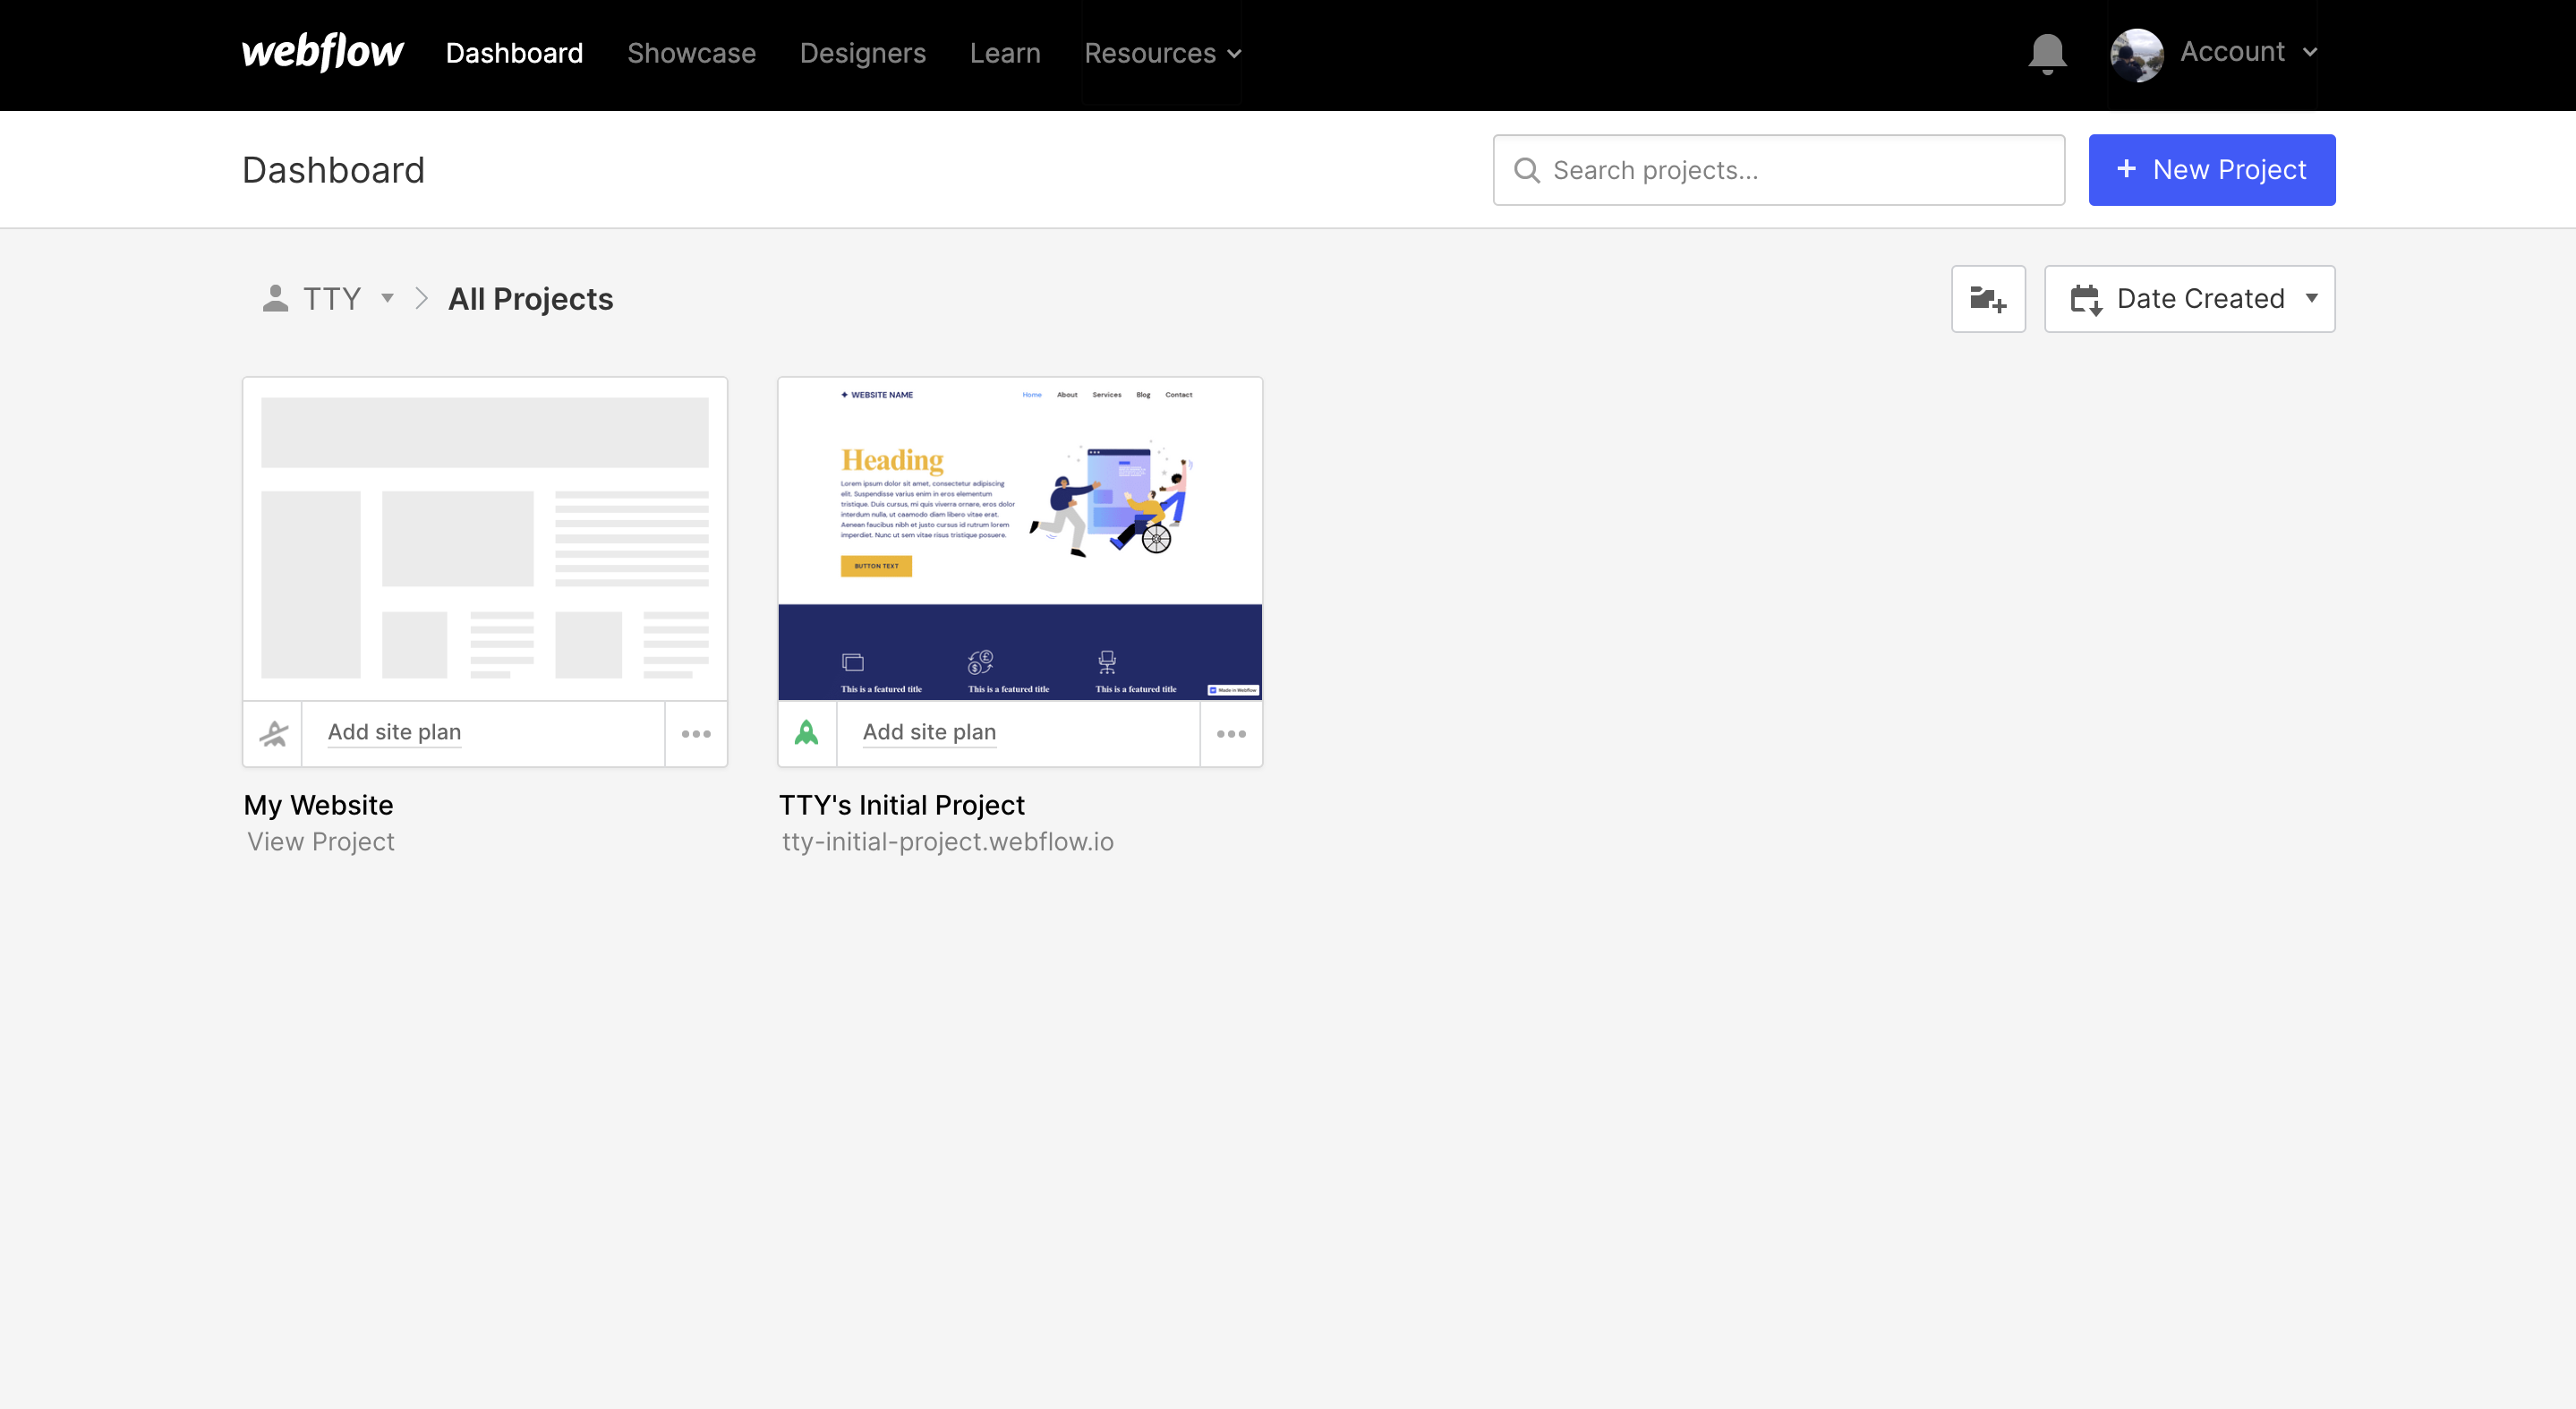 webflow Dashboard Showcase Designers Learn Resources Account
Dashboard Search projects... + New Project
TTY All Projects Date Created
WEBSITE NAME Home About Services Blog Contact
Heading
Lorem ipsum dolor sit amet, consectetur adipiscing
elit. Suspendisse varius enim in eros elementum
tristique. Duis cursus, mi quis viverra ornare, eros dolor
interdum nulla, ut caamodo diam libero vitae erat.
Aenean faucibus nibh et justo cursus id rutrum lorem
imperdiet. Nunc ut sem vitae risus tristique posuere.
BUTTON TEXT
This is a featured title This is a featured title This is a featured title
Made in Webflow
Add site plan Add site plan
My Website TTY's Initial Project
View Project tty-initial-project.webflow.io